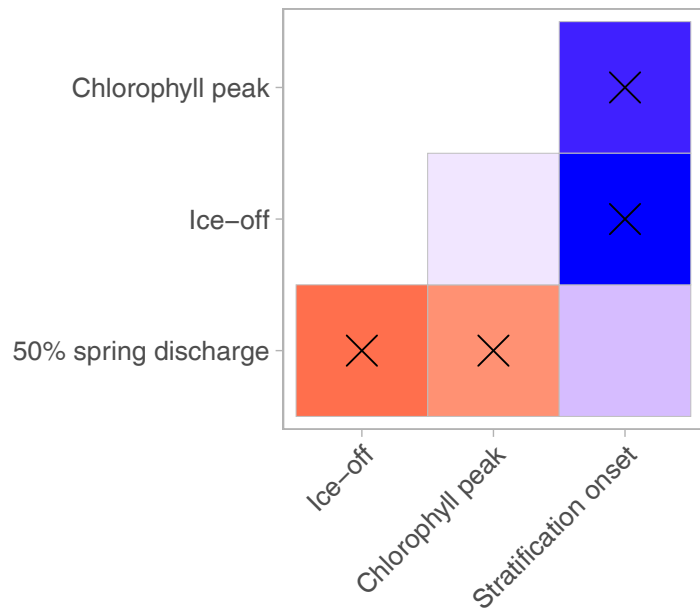 Chlorophyll peak
Ice−off
50% spring discharge
Ice−off
Chlorophyll peak
Stratification onset